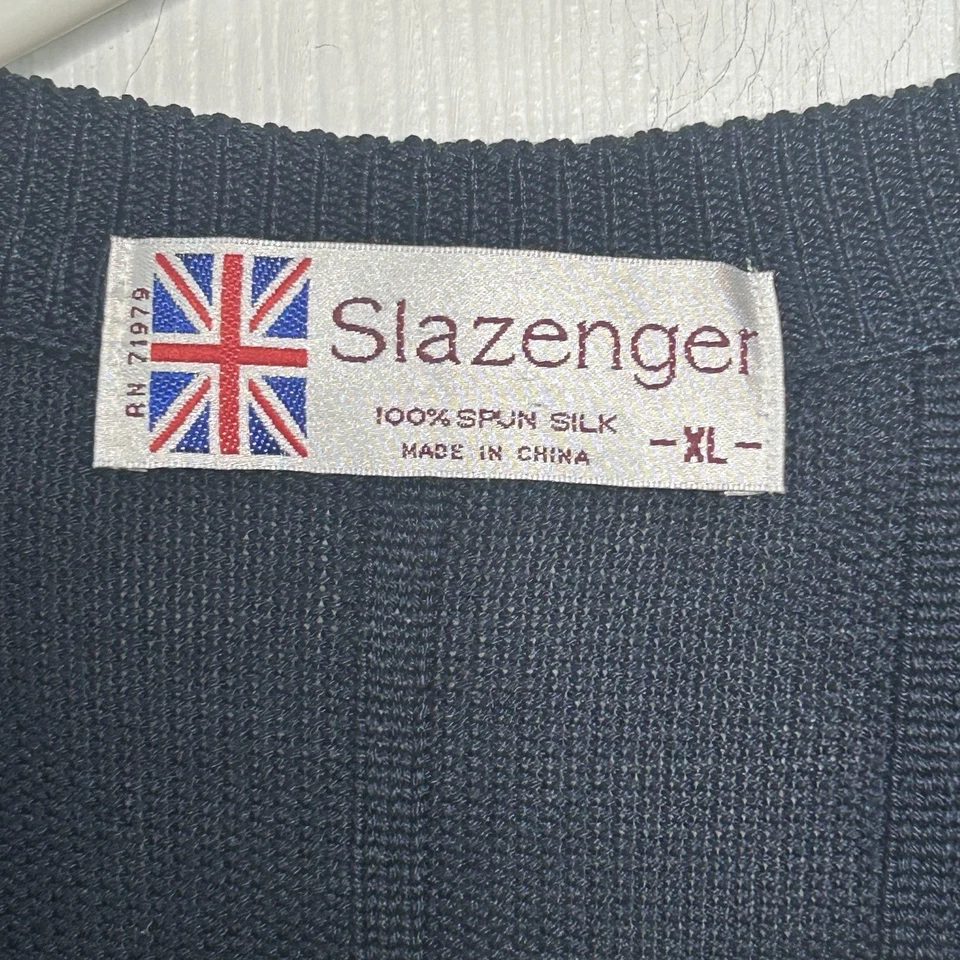 RN 71979
Slazenger
100% SPUN SILK
MADE IN CHINA
-XL-